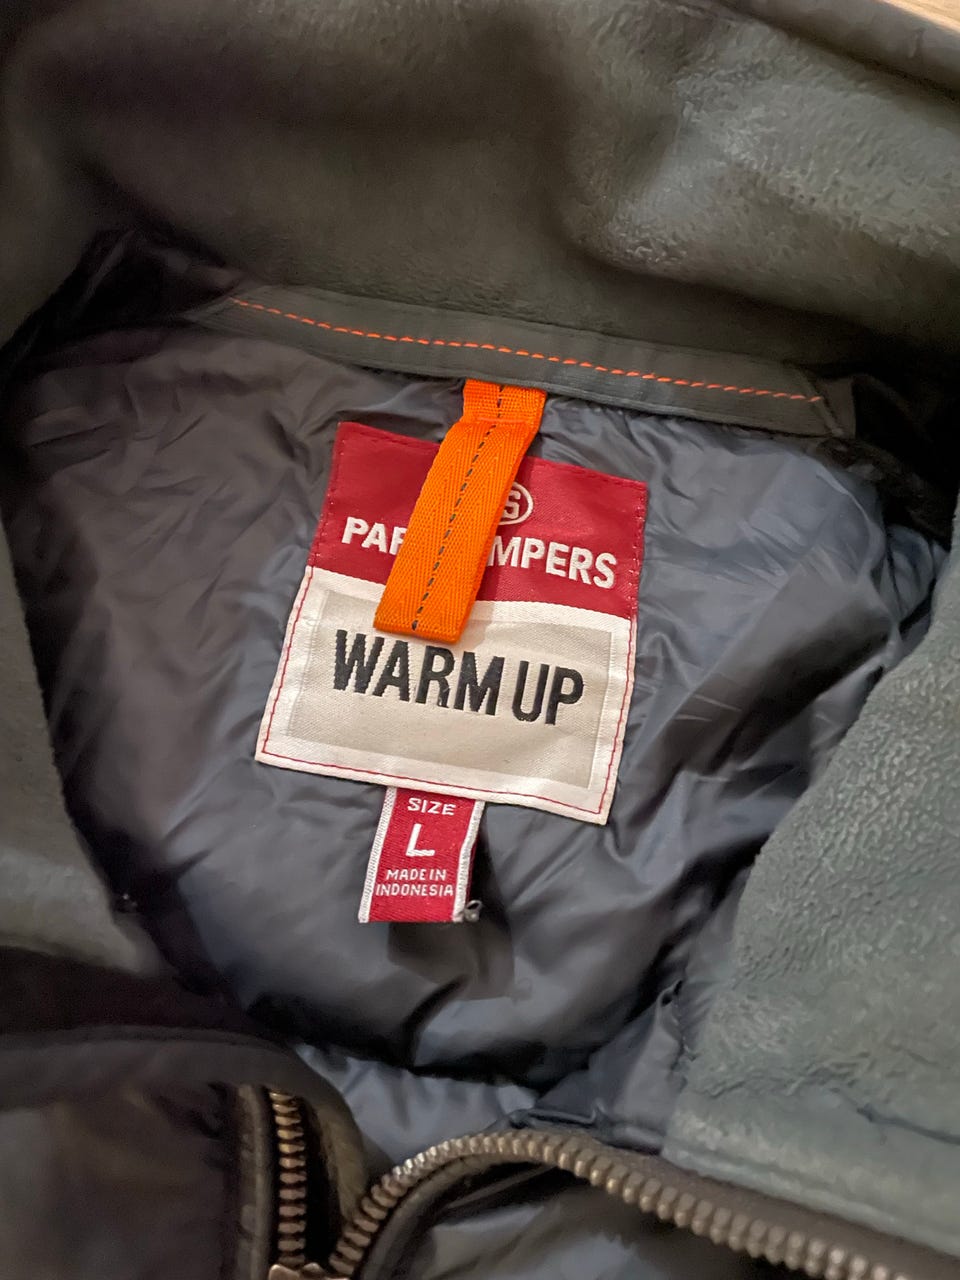 PA MPERS
WARM UP
SIZE
L
MADE IN
INDONESIA